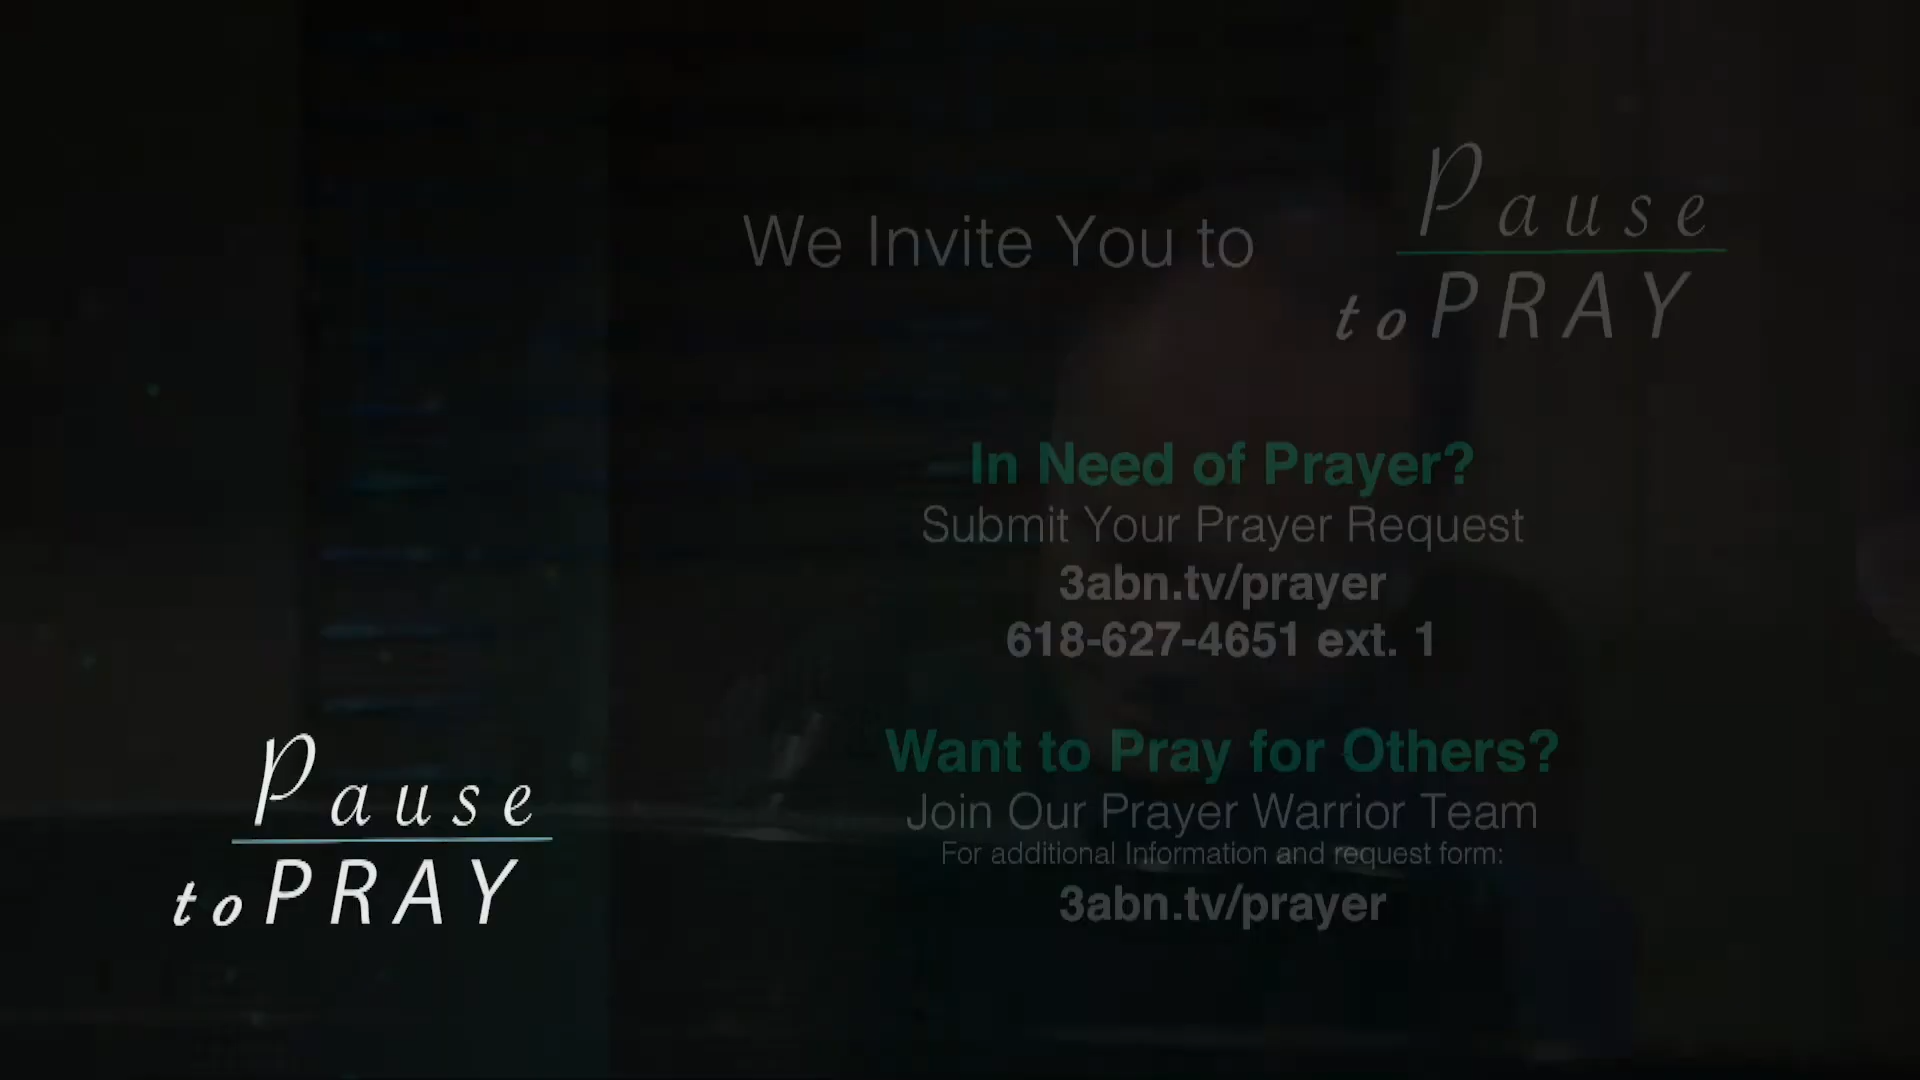 We Invite You to
Pause
to PRAY
In Need of Prayer?
Submit Your Prayer Request
3abn.tv/prayer
618-627-4651 ext. 1
Want to Pray for Others?
Join Our Prayer Warrior Team
For additional Information and request form:
3abn.tv/prayer
Pause
to PRAY